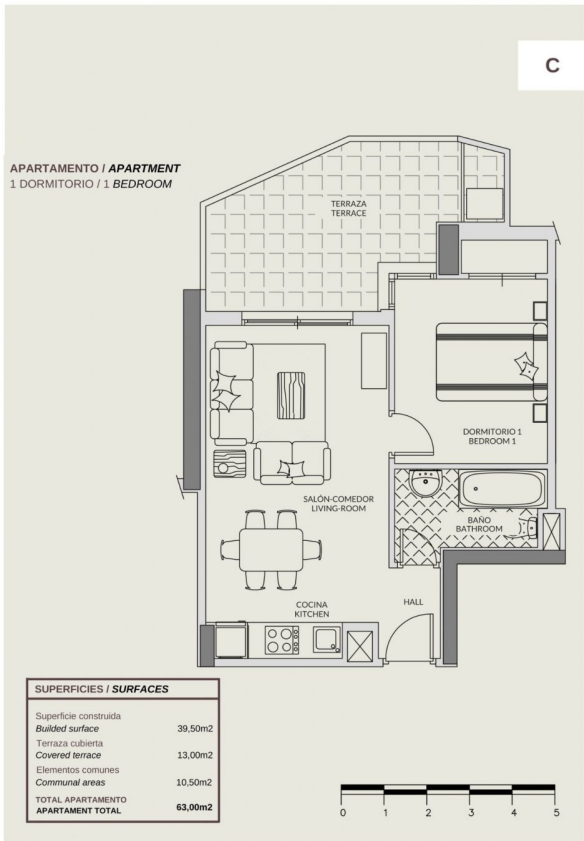 C
APARTAMENTO / APARTMENT
1 DORMITORIO / 1 BEDROOM
TERRAZA
TERRACE
DORMITORIO 1
BEDROOM 1
SALÓN-COMEDOR
LIVING-ROOM
BAÑO
BATHROOM
COCINA
KITCHEN
HALL
SUPERFICIES / SURFACES
Superficie construida
Builded surface 39,50m2
Terraza cubierta
Covered terrace 13,00m2
Elementos comunes
Communal areas 10,50m2
TOTAL APARTAMENTO
APARTAMENT TOTAL 63,00m2
0 1 2 3 4 5